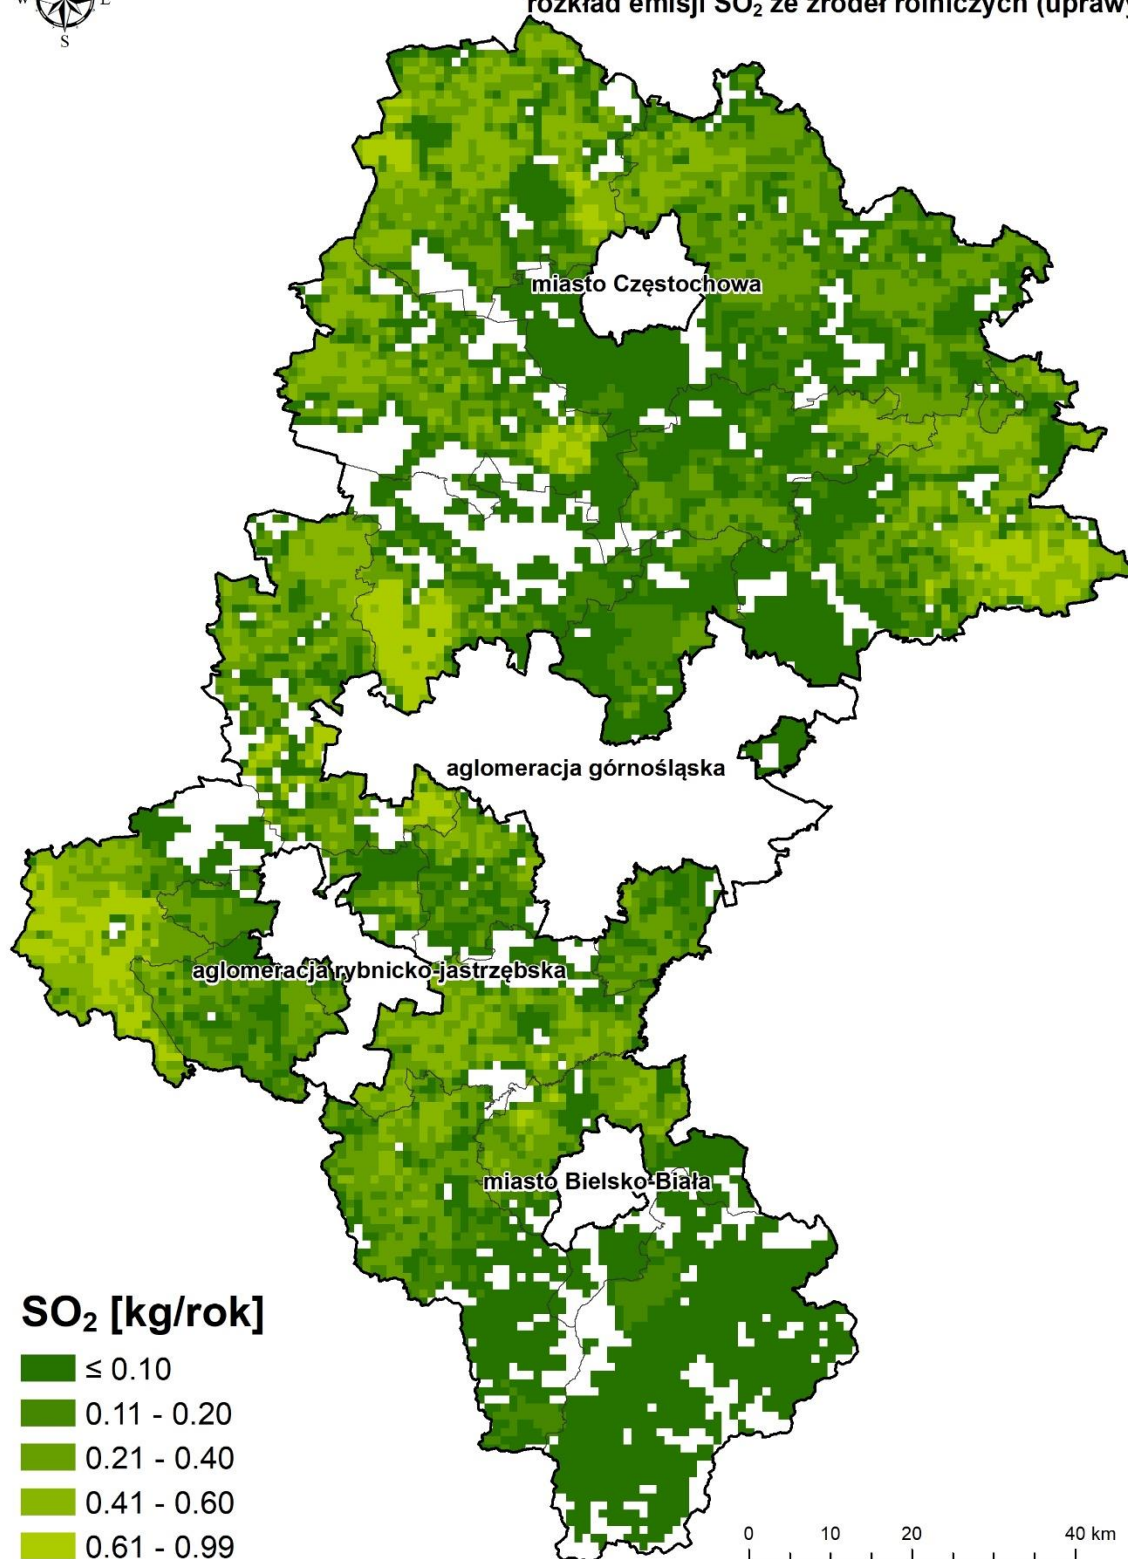 rozkład emisji SO₂ ze źródeł rolniczych (uprawy
W E
S
miasto Częstochowa
aglomeracja górnośląska
aglomeracja rybnicko-jastrzębska
miasto Bielsko-Biała
SO₂ [kg/rok]
≤ 0.10
0.11 - 0.20
0.21 - 0.40
0.41 - 0.60
0.61 - 0.99
0 10 20 40 km